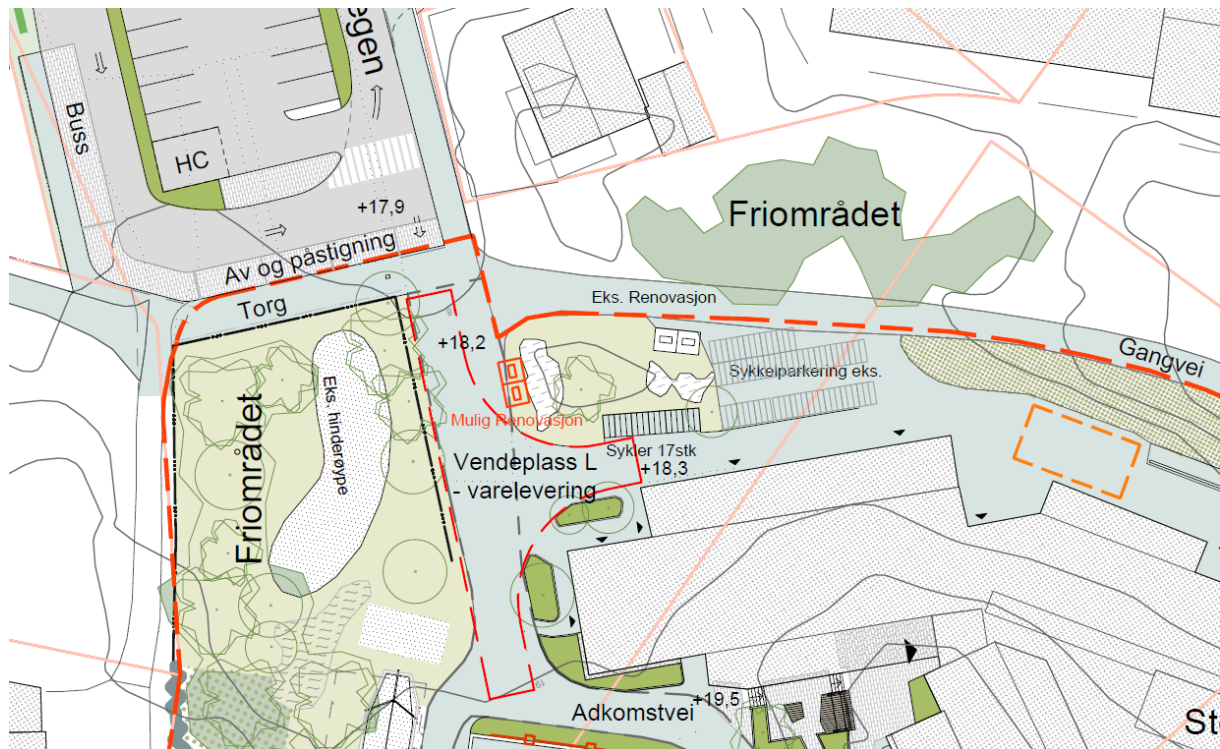 egen
Buss
HC
+17,9
Av og påstigning
Torg
Friområdet
Eks. Renovasjon
+18,2
Gangvei
Sykkelparkering eks.
Eks. hinderøype
Friområdet
Mulig Renovasjon
Sykler 17stk
+18,3
Vendeplass L
- varelevering
+19,5
Adkomstvei
St